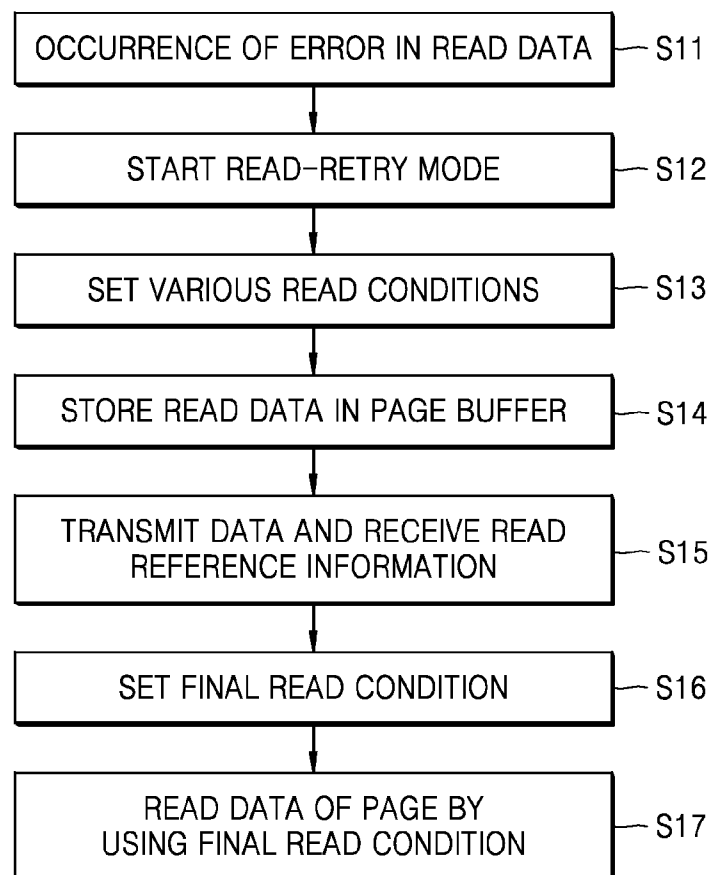 OCCURRENCE OF ERROR IN READ DATA S11
START READ-RETRY MODE S12
SET VARIOUS READ CONDITIONS S13
STORE READ DATA IN PAGE BUFFER S14
TRANSMIT DATA AND RECEIVE READ
REFERENCE INFORMATION S15
SET FINAL READ CONDITION S16
READ DATA OF PAGE BY
USING FINAL READ CONDITION S17